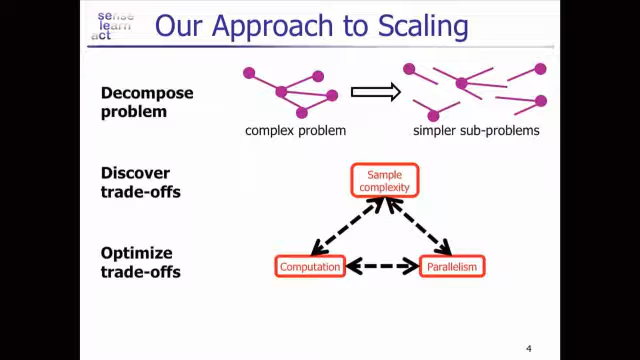 sense
learn
act
Our Approach to Scaling
Decompose
problem
complex problem
simpler sub-problems
Discover
trade-offs
Sample
complexity
Optimize
trade-offs
Computation
Parallelism
4